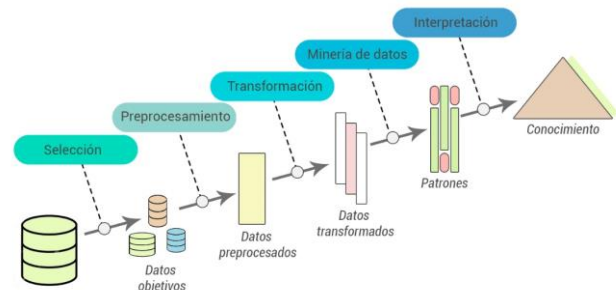 Interpretación
Minería de datos
Transformación
Preprocesamiento
Selección
Conocimiento
Patrones
Datos
transformados
Datos
preprocesados
Datos
objetivos